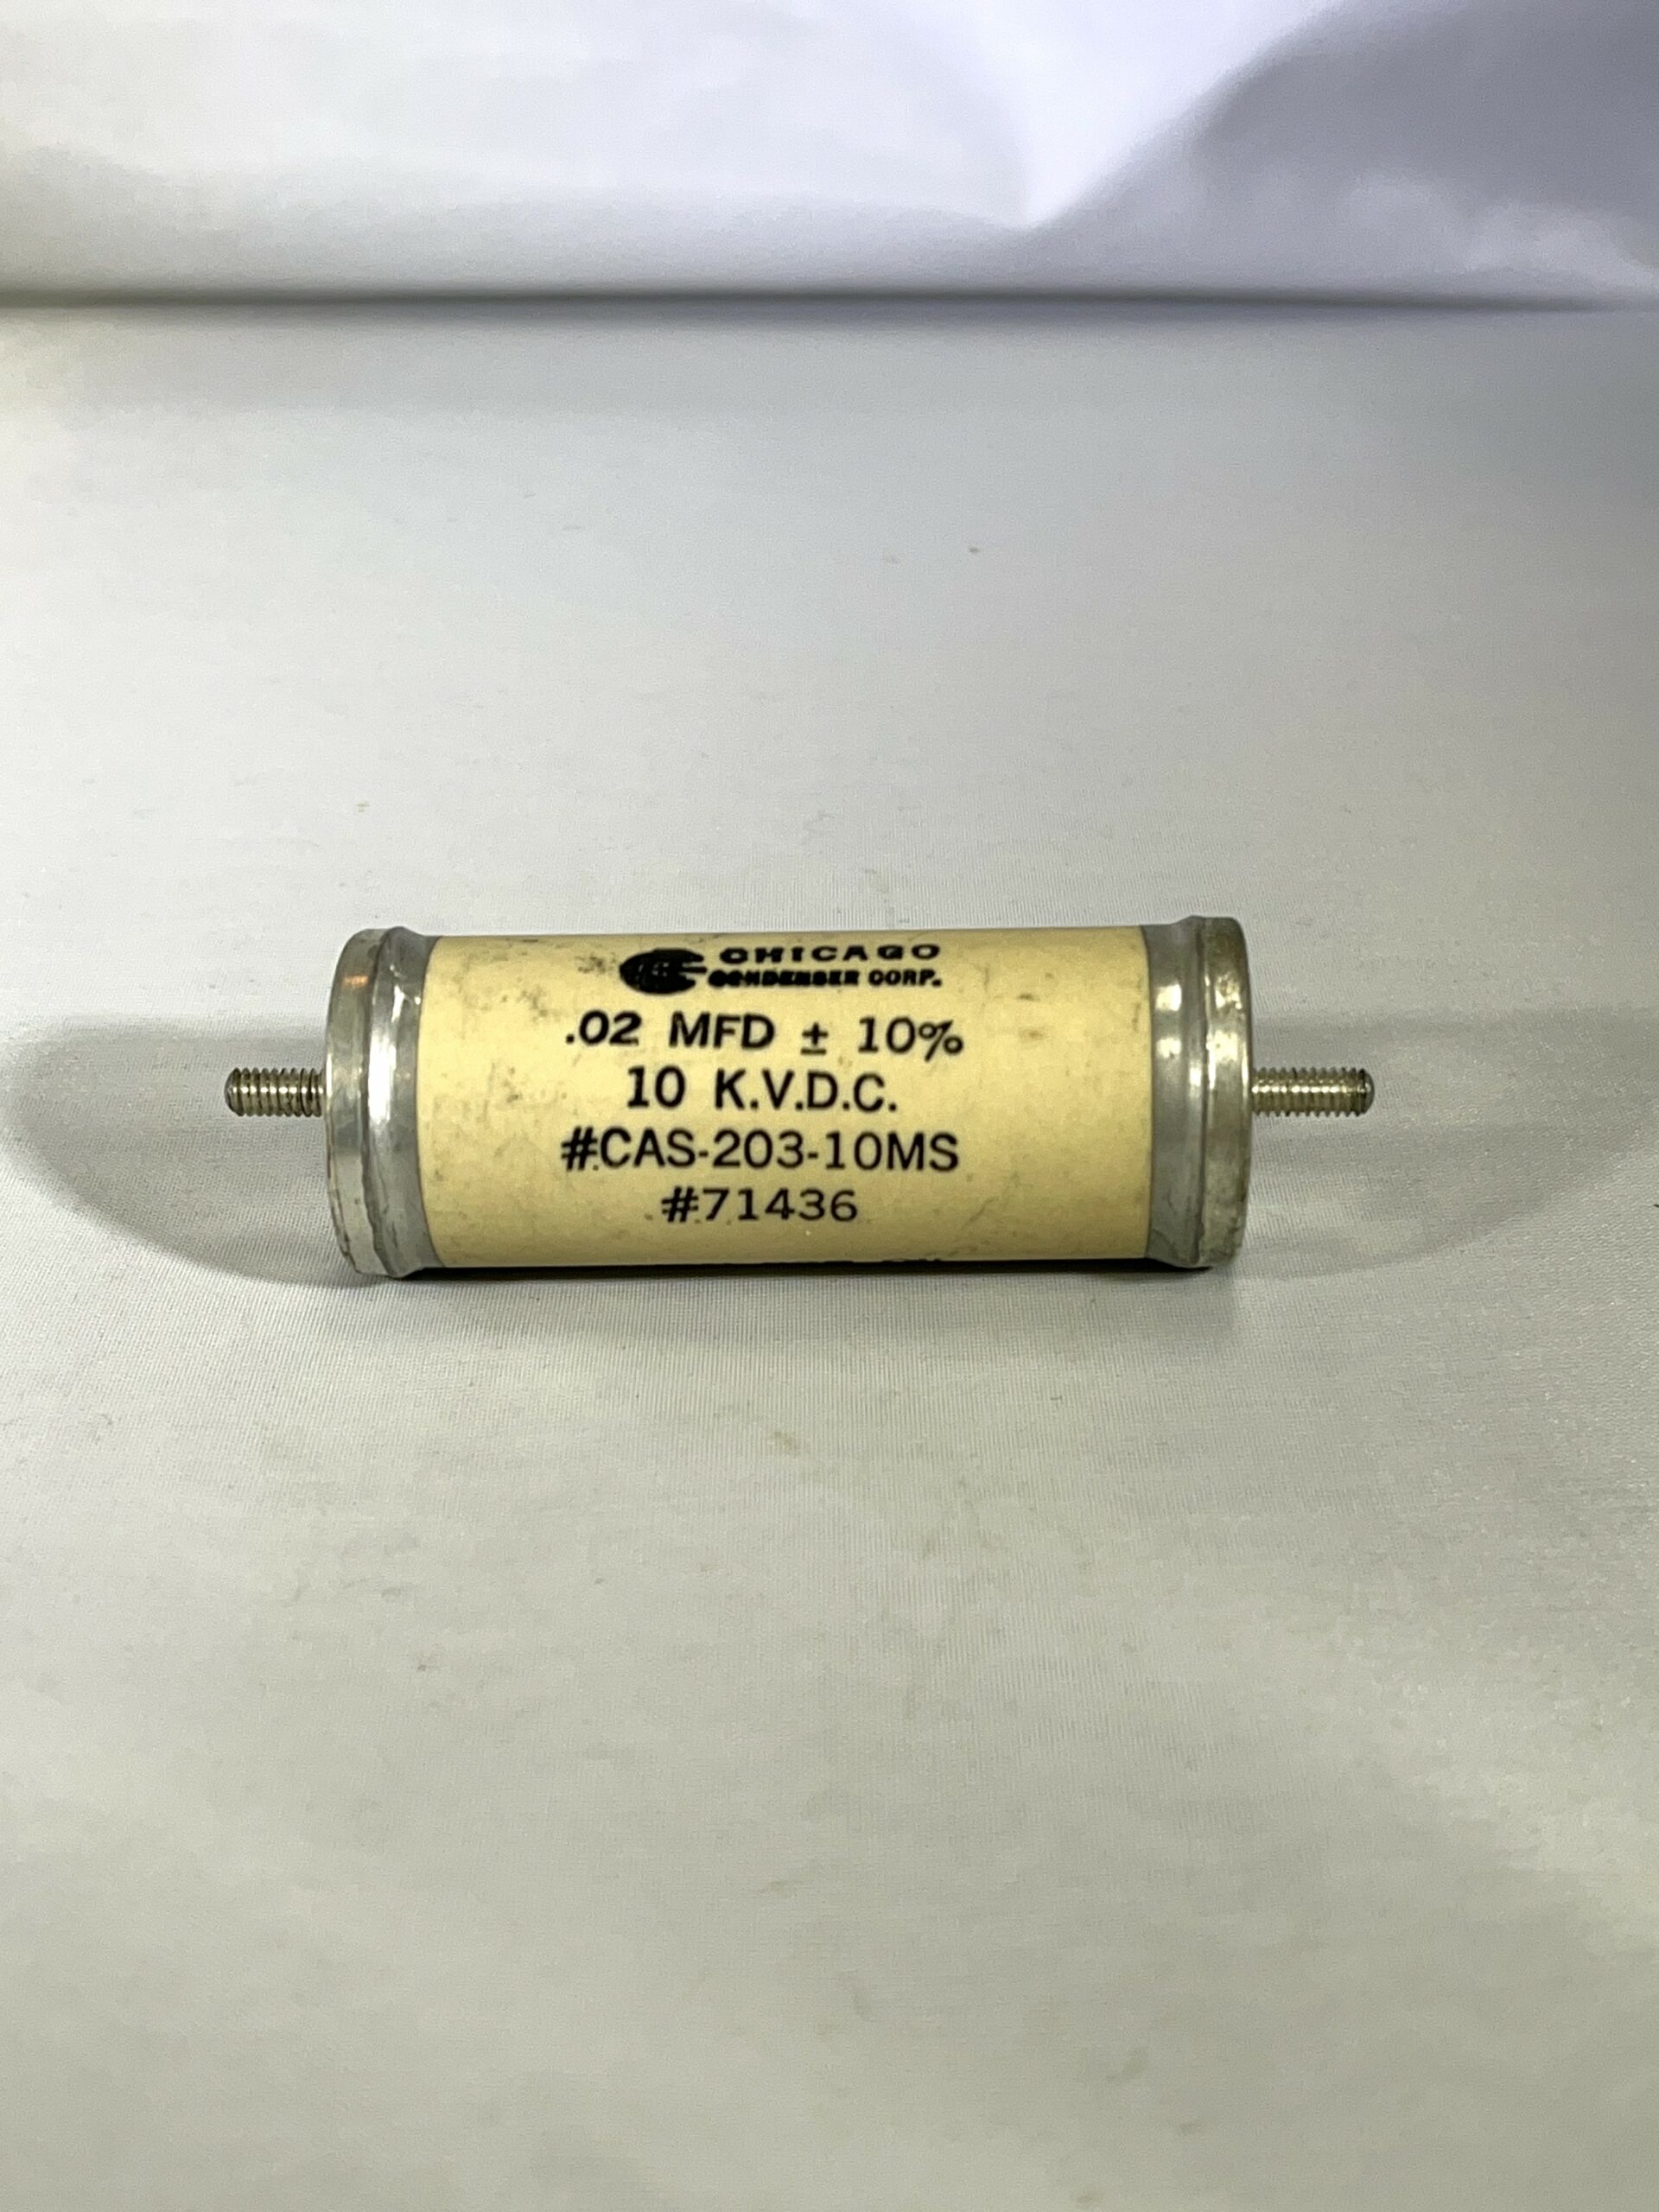 CHICAGO
CONDENSER CORP.
.02 MFD ± 10%
10 K.V.D.C.
#CAS-203-10MS
#71436